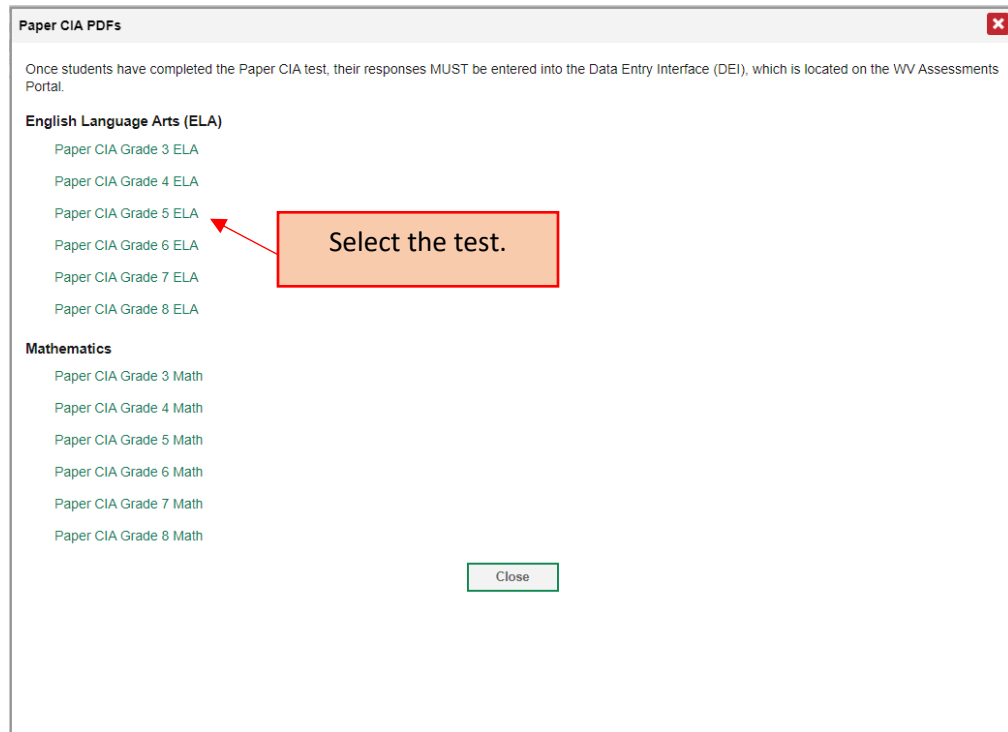 Paper CIA PDFs
Once students have completed the Paper CIA test, their responses MUST be entered into the Data Entry Interface (DEI), which is located on the WV Assessments
Portal.
English Language Arts (ELA)
Paper CIA Grade 3 ELA
Paper CIA Grade 4 ELA
Paper CIA Grade 5 ELA
Select the test.
Paper CIA Grade 6 ELA
Paper CIA Grade 7 ELA
Paper CIA Grade 8 ELA
Mathematics
Paper CIA Grade 3 Math
Paper CIA Grade 4 Math
Paper CIA Grade 5 Math
Paper CIA Grade 6 Math
Paper CIA Grade 7 Math
Paper CIA Grade 8 Math
Close